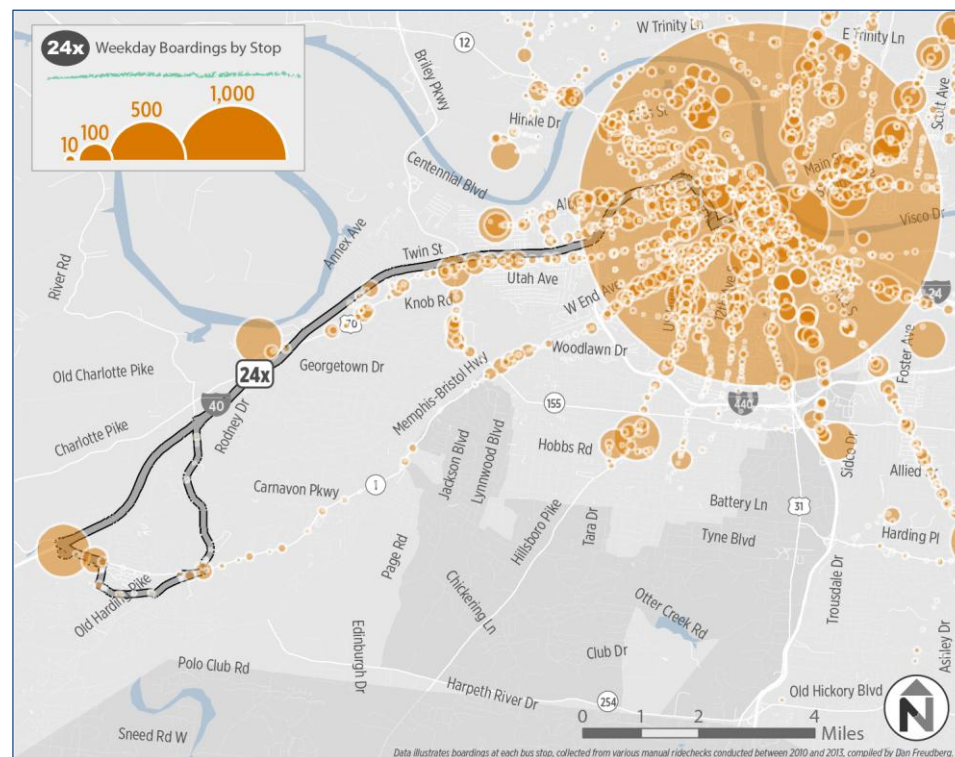 24x Weekday Boardings by Stop
10 100 500 1,000
W Trinity Ln
E Trinity Ln
12
Briley Pkwy
Scott Ave
Hinkle Dr
Centennial Blvd
Main
Visco Dr
Annex Ave
River Rd
Twin St
Utah Ave
W End Ave
24
Knob Rd
70
Foster Ave
Woodlawn Dr
Georgetown Dr
Old Charlotte Pike
24x
Memphis-Bristol Hwy
40
155
440
Rodney Dr
Charlotte Pike
Hobbs Rd
Sidco Dr
Jackson Blvd
Lynnwood Blvd
Allied
Carnavon Pkwy
1
Battery Ln
31
Hillsboro Pike
Tara Dr
Tyne Blvd
Harding Pl
Page Rd
Old Harding Pike
Chickering Ln
Trousdale Dr
Otter Creek Rd
Edinburgh Dr
Club Dr
Ashley Dr
Polo Club Rd
Harpeth River Dr
254
Old Hickory Blvd
N
Sneed Rd W
0 1 2 4
Miles
Data illustrates boardings at each bus stop, collected from various manual ridechecks conducted between 2010 and 2013, compiled by Dan Freudberg.